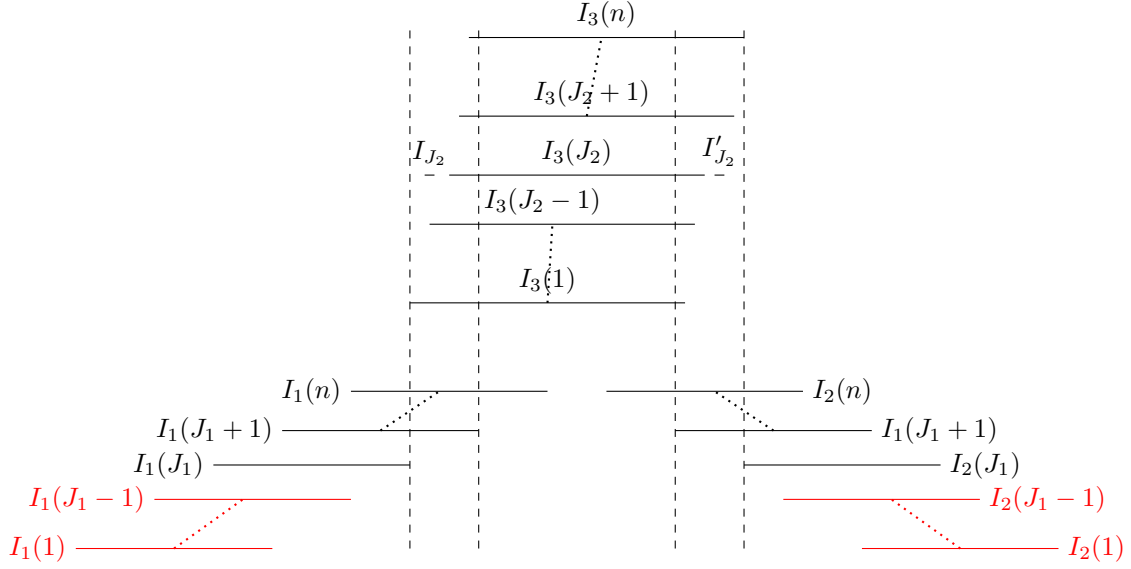 I_3(n)
I_3(J_2 + 1)
I_{J_2} I_3(J_2) I'_{J_2}
I_3(J_2 − 1)
I_3(1)
I_1(n) I_2(n)
I_1(J_1 + 1) I_1(J_1 + 1)
I_1(J_1) I_2(J_1)
I_1(J_1 − 1) I_2(J_1 − 1)
I_1(1) I_2(1)